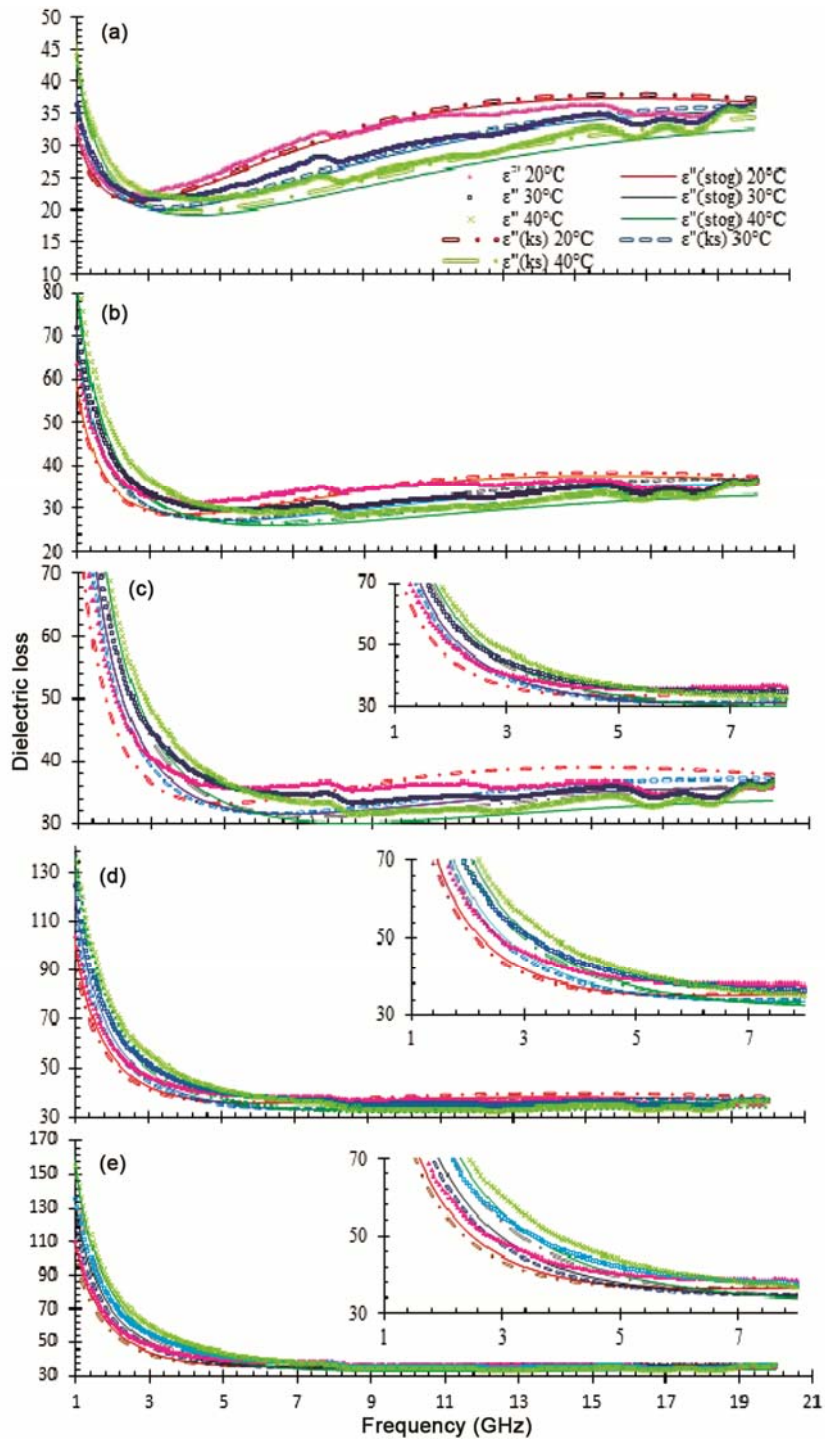 (a)
50
45
40
35
30
25
20
15
10
ε" 20°C
ε" 30°C
ε" 40°C
ε"(ks) 20°C
ε"(ks) 40°C
ε"(stog) 20°C
ε"(stog) 30°C
ε"(stog) 40°C
ε"(ks) 30°C
(b)
80
70
60
50
40
30
20
(c)
70
60
50
40
30
70
50
30
1 3 5 7
Dielectric loss
(d)
130
110
90
70
50
30
70
50
30
1 3 5 7
(e)
170
150
130
110
90
70
50
30
70
50
30
1 3 5 7
1 3 5 7 9 11 13 15 17 19 21
Frequency (GHz)